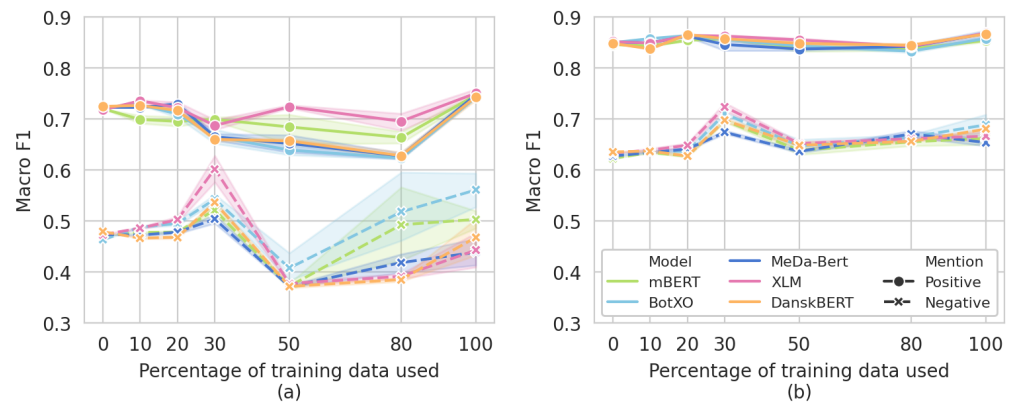 0.9
0.8
0.7
0.6
0.5
0.4
0.3
Macro F1
0 10 20 30 50 80 100
Percentage of training data used
(a)
0.9
0.8
0.7
0.6
0.5
0.4
0.3
Macro F1
Model MeDa-Bert Mention
mBERT XLM Positive
BotXO DanskBERT Negative
0 10 20 30 50 80 100
Percentage of training data used
(b)